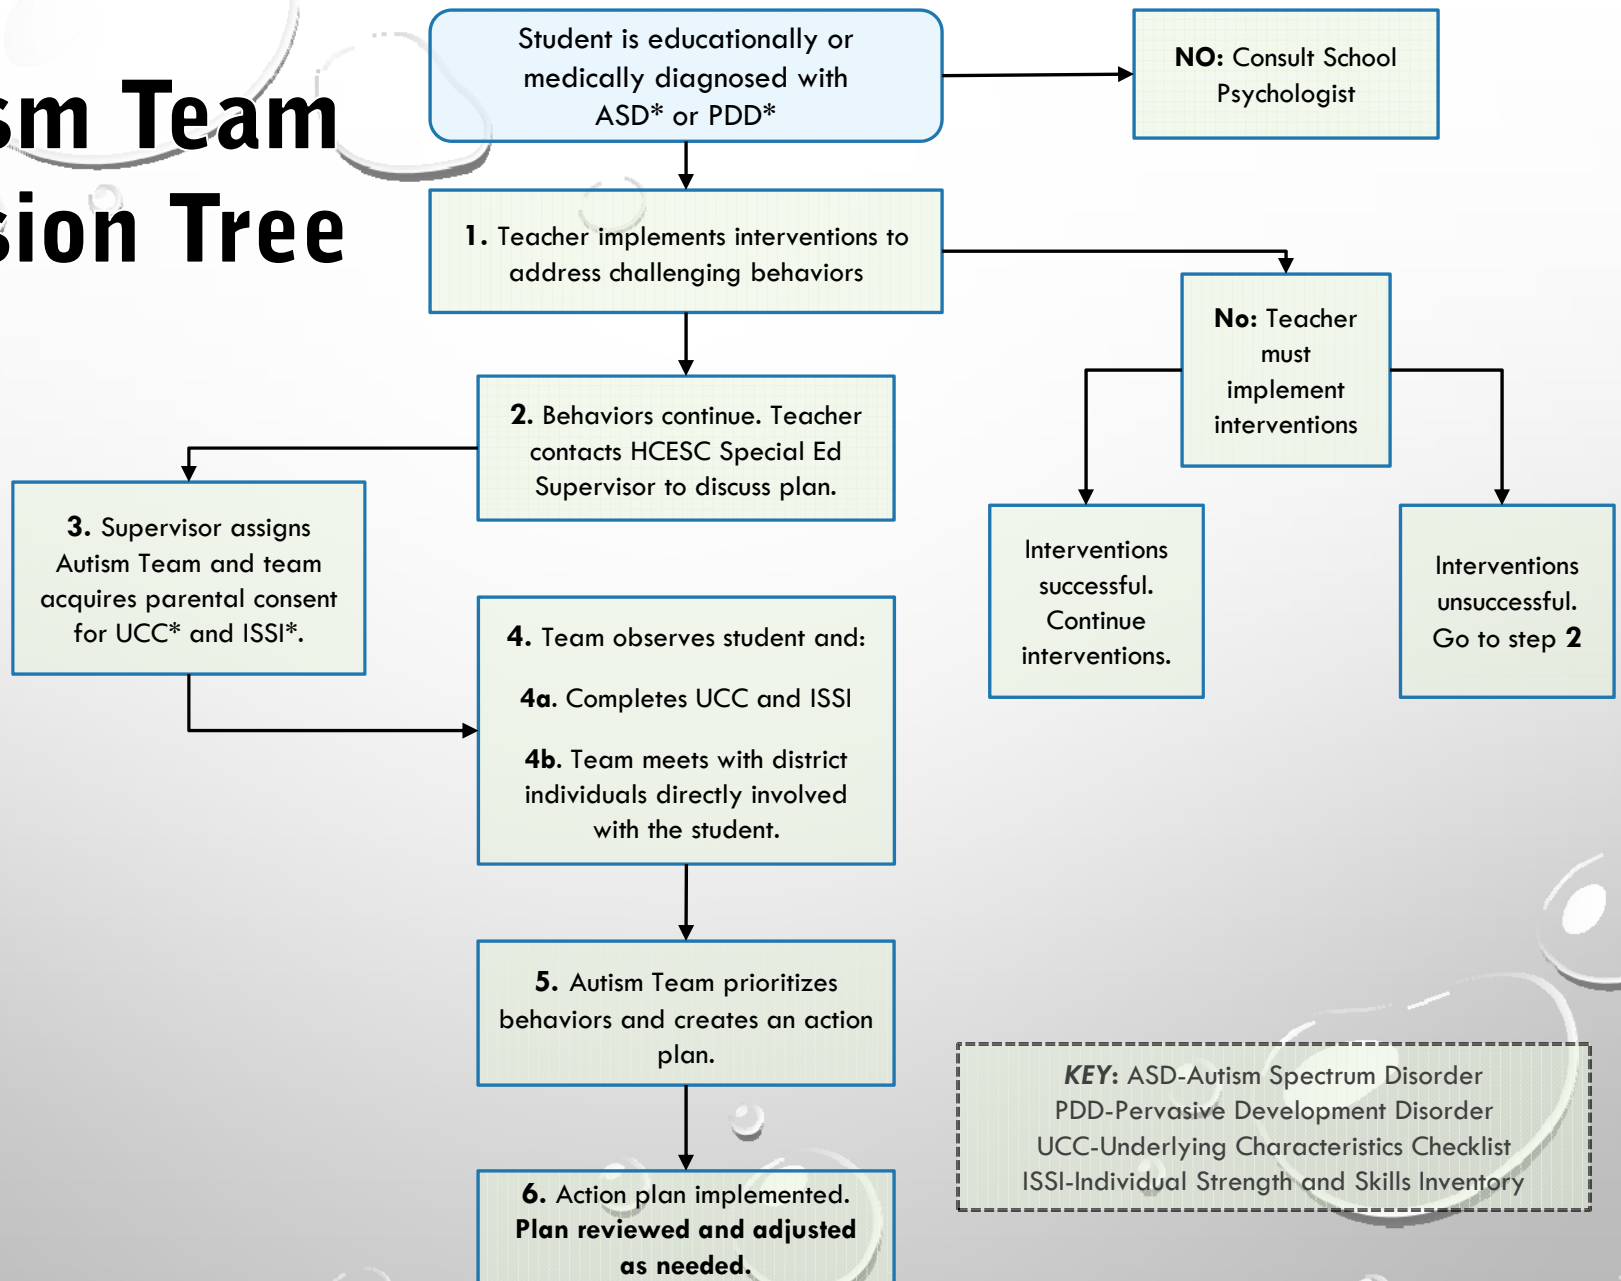 sm Team
sion Tree
Student is educationally or
medically diagnosed with
ASD* or PDD*
NO: Consult School
Psychologist
1. Teacher implements interventions to
address challenging behaviors
No: Teacher
must
implement
interventions
2. Behaviors continue. Teacher
contacts HCESC Special Ed
Supervisor to discuss plan.
3. Supervisor assigns
Autism Team and team
acquires parental consent
for UCC* and ISSI*.
Interventions
successful.
Continue
interventions.
Interventions
unsuccessful.
Go to step 2
4. Team observes student and:
4a. Completes UCC and ISSI
4b. Team meets with district
individuals directly involved
with the student.
5. Autism Team prioritizes
behaviors and creates an action
plan.
KEY: ASD-Autism Spectrum Disorder
PDD-Pervasive Development Disorder
UCC-Underlying Characteristics Checklist
ISSI-Individual Strength and Skills Inventory
6. Action plan implemented.
Plan reviewed and adjusted
as needed.